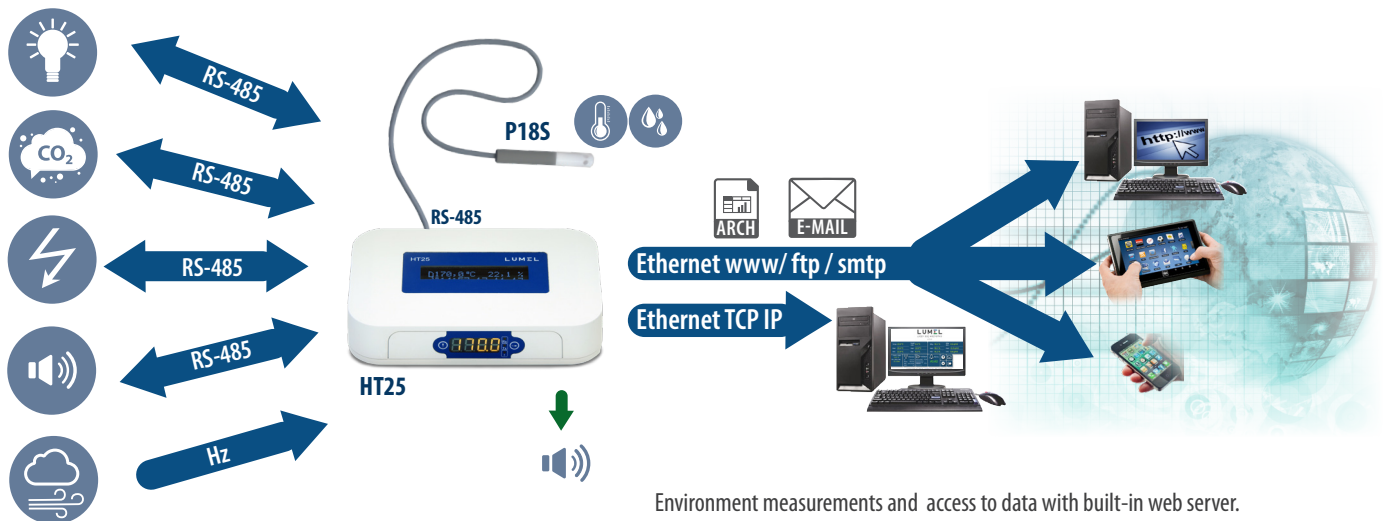 RS-485
CO₂
RS-485
P18S
RS-485
RS-485
HT25 LUMEL
ARCH
E-MAIL
http://www
Ethernet www/ ftp / smtp
RS-485
Ethernet TCP IP
LUMEL
HT25
Hz
Environment measurements and access to data with built-in web server.